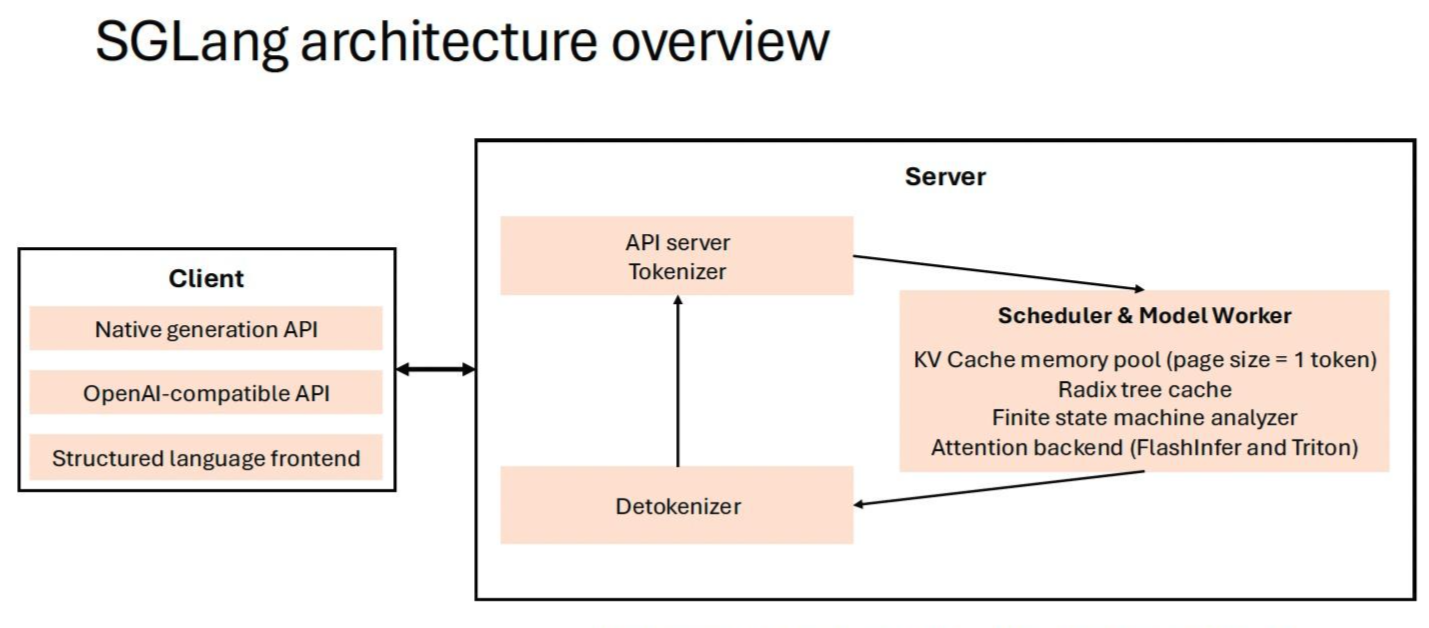 SGLang architecture overview
Client
Native generation API
OpenAI-compatible API
Structured language frontend
Server
API server
Tokenizer
Scheduler & Model Worker
KV Cache memory pool (page size = 1 token)
Radix tree cache
Finite state machine analyzer
Attention backend (FlashInfer and Triton)
Detokenizer